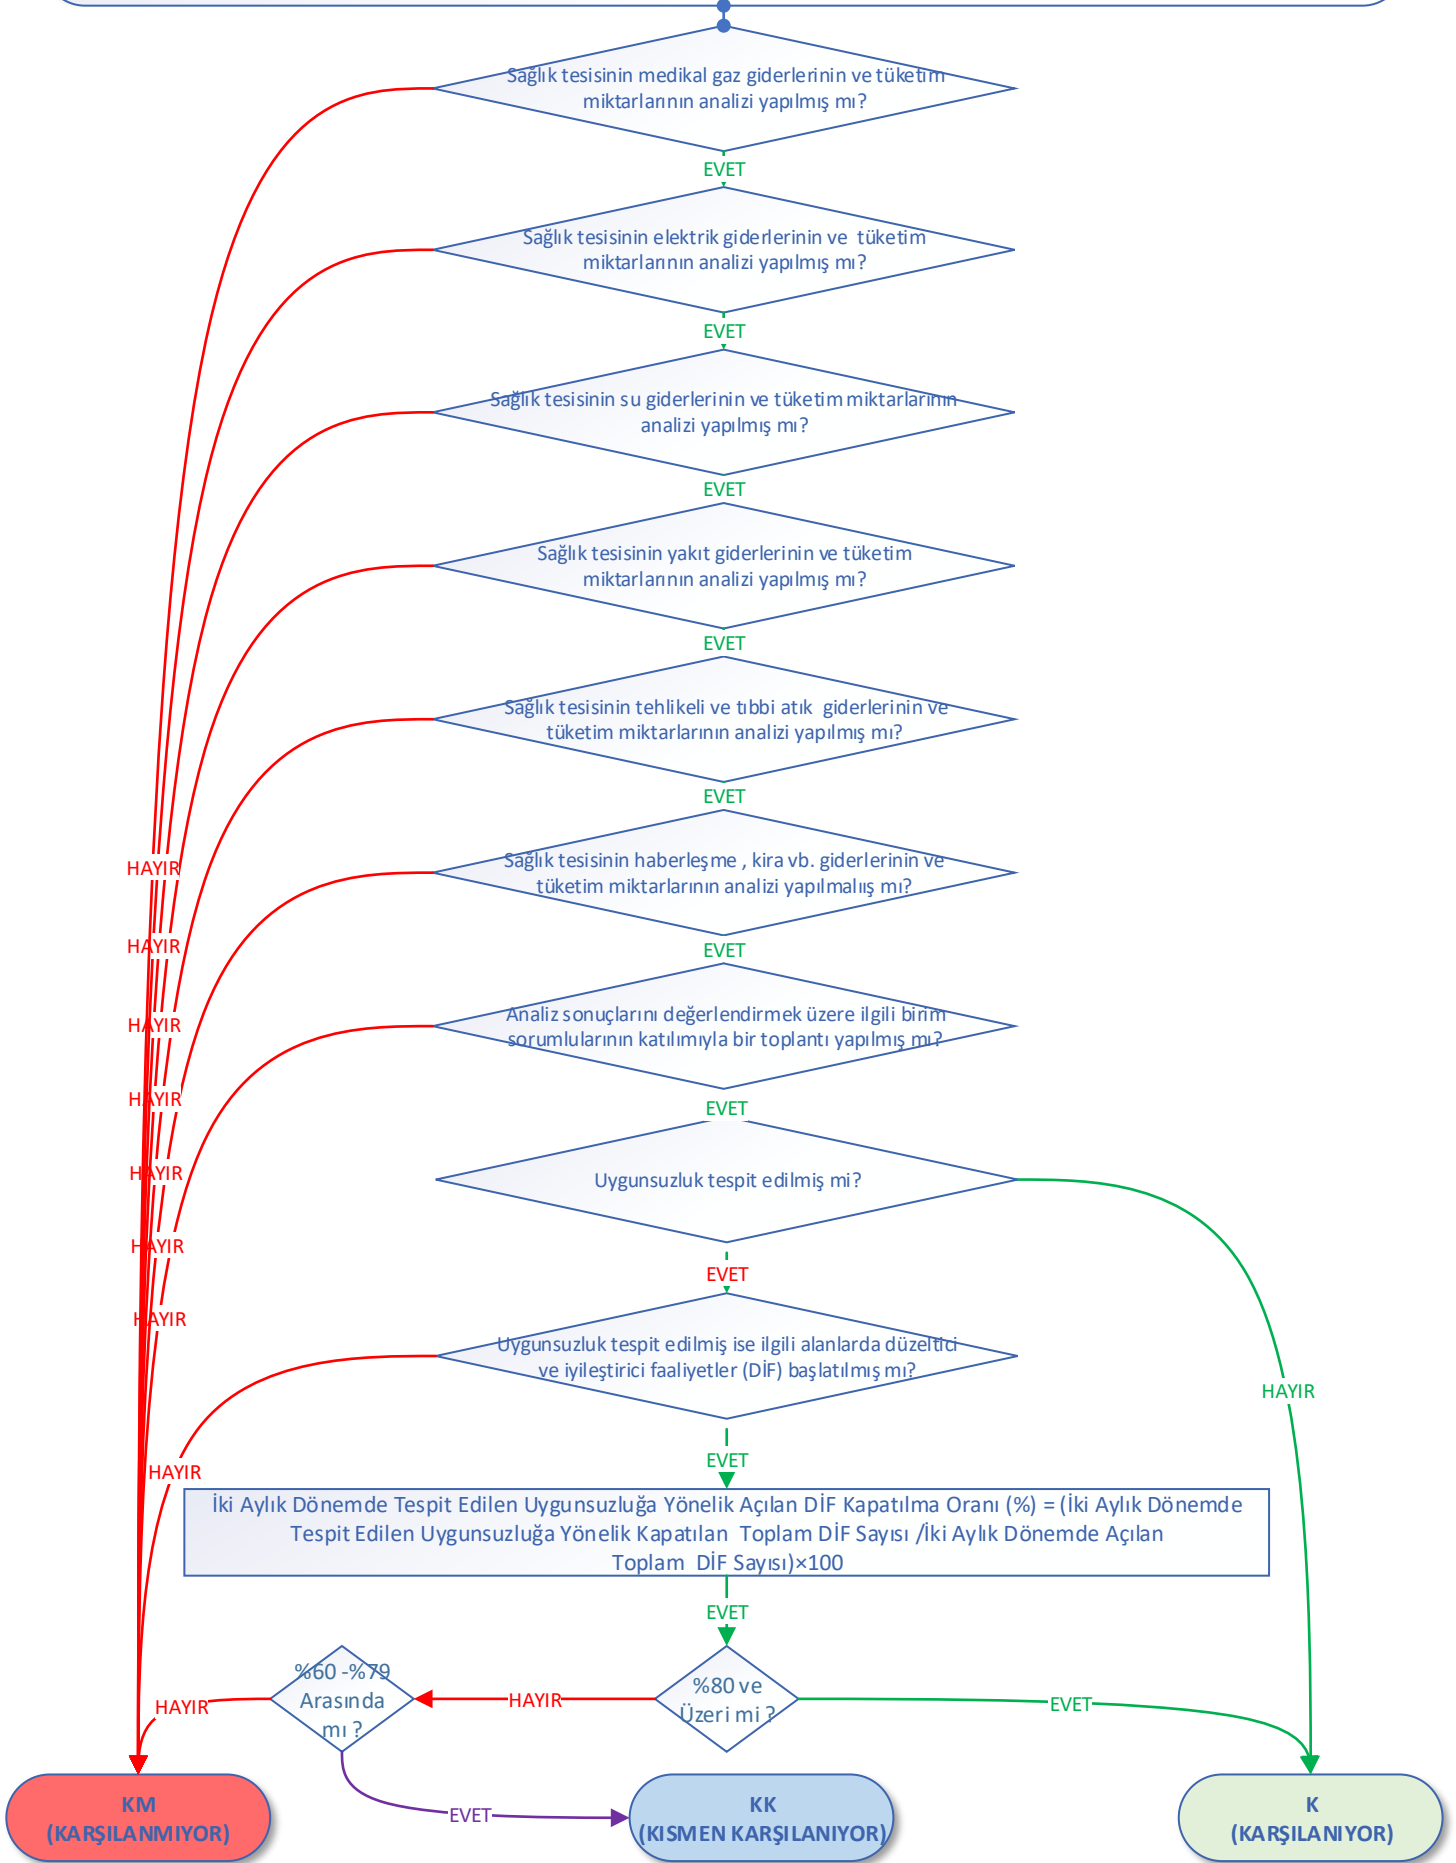 Sağlık tesisinin medikal gaz giderlerinin ve tüketim
miktarlarının analizi yapılmış mı?
EVET
Sağlık tesisinin elektrik giderlerinin ve tüketim
miktarlarının analizi yapılmış mı?
EVET
Sağlık tesisinin su giderlerinin ve tüketim miktarlarının
analizi yapılmış mı?
EVET
Sağlık tesisinin yakıt giderlerinin ve tüketim
miktarlarının analizi yapılmış mı?
EVET
Sağlık tesisinin tehlikeli ve tıbbi atık giderlerinin ve
tüketim miktarlarının analizi yapılmış mı?
EVET
Sağlık tesisinin haberleşme , kira vb. giderlerinin ve
tüketim miktarlarının analizi yapılmalıış mı?
HAYIR
EVET
HAYIR
Analiz sonuçlarını değerlendirmek üzere ilgili birim
sorumlularının katılımıyla bir toplantı yapılmış mı?
HAYIR
HAYIR
EVET
Uygunsuzluk tespit edilmiş mi?
HAYIR
HAYIR
EVET
HAYIR
Uygunsuzluk tespit edilmiş ise ilgili alanlarda düzeltici
ve iyileştirici faaliyetler (DİF) başlatılmış mı?
HAYIR
EVET
HAYIR
İki Aylık Dönemde Tespit Edilen Uygunsuzluğa Yönelik Açılan DİF Kapatılma Oranı (%) = (İki Aylık Dönemde
Tespit Edilen Uygunsuzluğa Yönelik Kapatılan Toplam DİF Sayısı /İki Aylık Dönemde Açılan
Toplam DİF Sayısı)×100
EVET
%60 -%79
Arasında
mı ?
%80 ve
Üzeri mi ?
HAYIR
HAYIR
EVET
EVET
KM
(KARŞILANMIYOR)
KK
(KISMEN KARŞILANIYOR)
K
(KARŞILANIYOR)